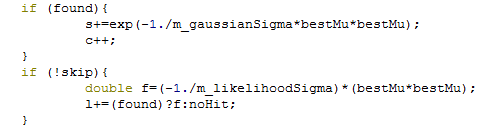 if (found){
        s+=exp(-1./m_gaussianSigma*bestMu*bestMu);
        c++;
}
if (!skip){
        double f=(-1./m_likelihoodSigma)*(bestMu*bestMu);
        l+=(found)?f:noHit;
}